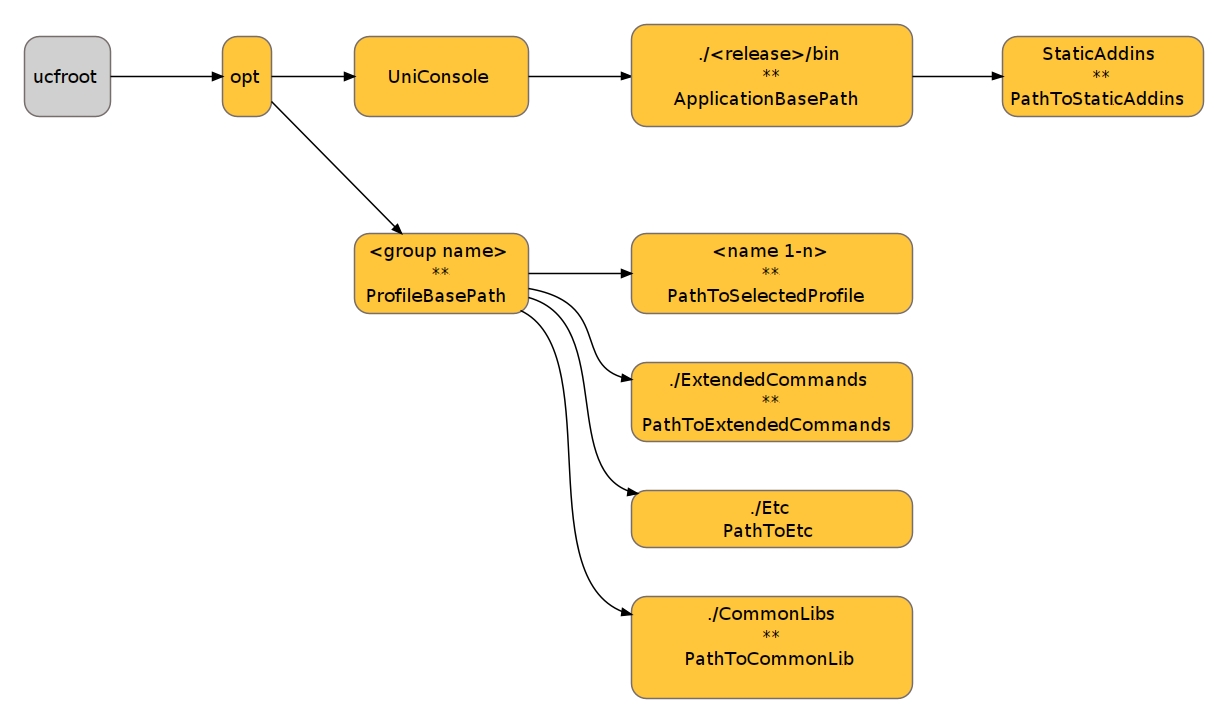 ucfroot
opt
UniConsole
./<release>/bin
**
ApplicationBasePath
StaticAddins
**
PathToStaticAddins
<group name>
**
ProfileBasePath
<name 1-n>
**
PathToSelectedProfile
./ExtendedCommands
**
PathToExtendedCommands
./Etc
PathToEtc
./CommonLibs
**
PathToCommonLib